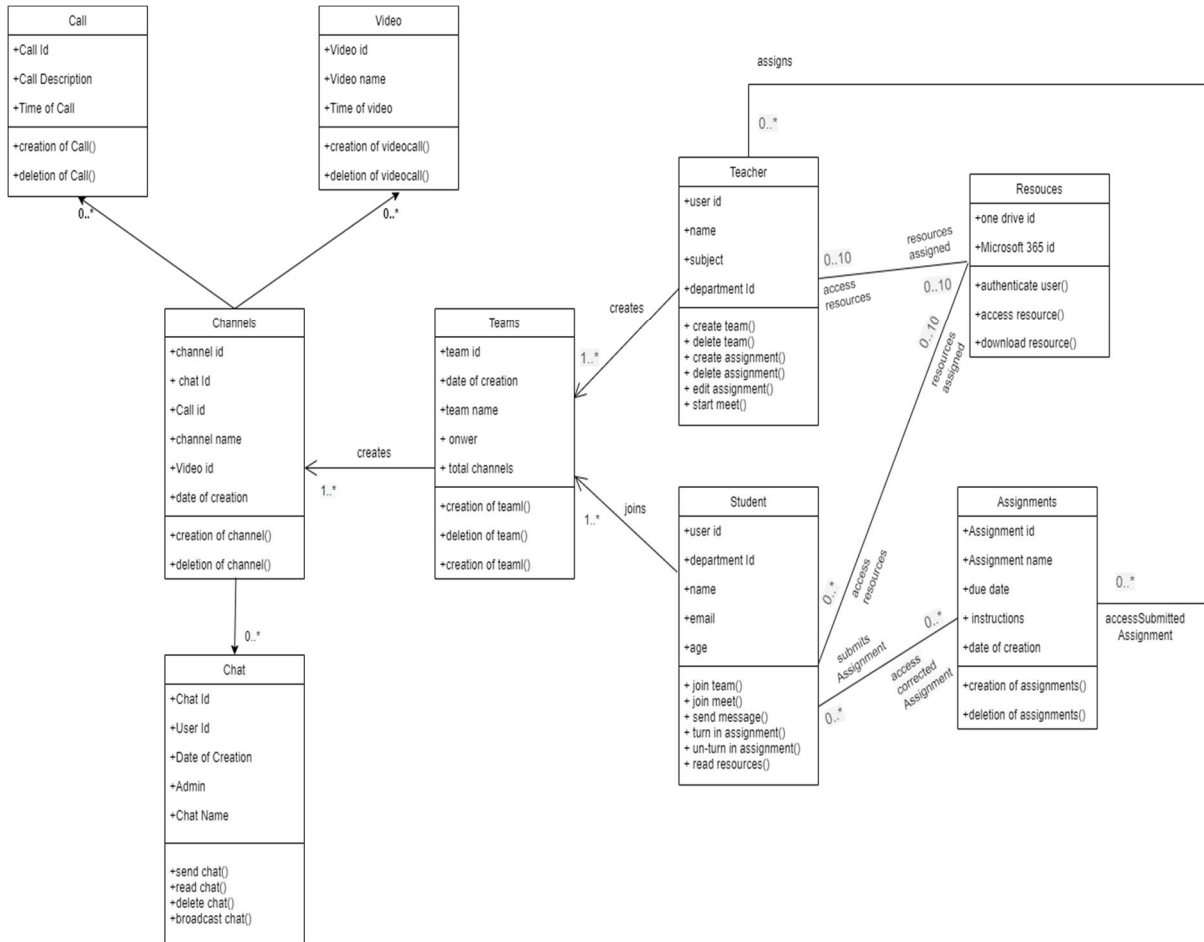 Call
+Call Id
+Call Description
+Time of Call
+creation of Call()
+deletion of Call()
0..*
Video
+Video id
+Video name
+Time of video
+creation of videocall()
+deletion of videocall()
0..*
Channels
+channel id
+ chat Id
+Call id
+channel name
+Video id
+date of creation
+creation of channel()
+deletion of channel()
0..*
Chat
+Chat Id
+User Id
+Date of Creation
+Admin
+Chat Name
+send chat()
+read chat()
+delete chat()
+broadcast chat()
creates
1..*
Teams
+team id
+date of creation
+team name
+ onwer
+ total channels
+creation of teaml()
+deletion of team()
+creation of teaml()
creates
1..*
joins
1..*
assigns
0..*
Teacher
+user id
+name
+subject
+department Id
+ create team()
+ delete team()
+ create assignment()
+ delete assignment()
+ edit assignment()
+ start meet()
0..10
access
resources
resources
assigned
0..10
Resouces
+one drive id
+Microsoft 365 id
+authenticate user()
+access resource()
+download resource()
0..10
resources
assigned
access
resources
0..*
Student
+user id
+department Id
+name
+email
+age
+ join team()
+ join meet()
+ send message()
+ turn in assignment()
+ un-turn in assignment()
+ read resources()
submits
Assignment
0..*
access
corrected
Assignment
0..*
Assignments
+Assignment id
+Assignment name
+due date
+ instructions
+date of creation
+creation of assignments()
+deletion of assignments()
0..*
accessSubmitted
Assignment